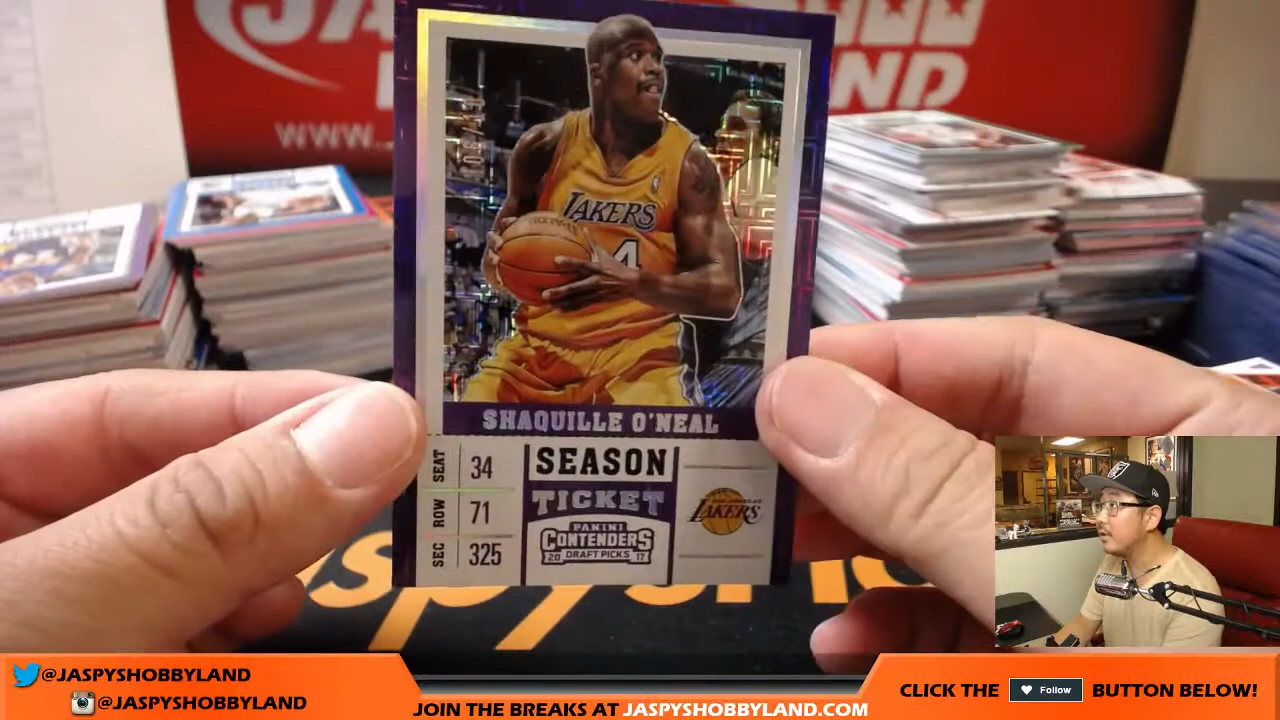 WWW.
LAKERS
4
SHAQUILLE O'NEAL
SEAT 34
ROW 71
SEC 325
SEASON
TICKET
PANINI
CONTENDERS
DRAFT PICKS
20 17
LAKERS
@JASPYSHOBBYLAND
@JASPYSHOBBYLAND
JOIN THE BREAKS AT JASPYSHOBBYLAND.COM
CLICK THE Follow BUTTON BELOW!